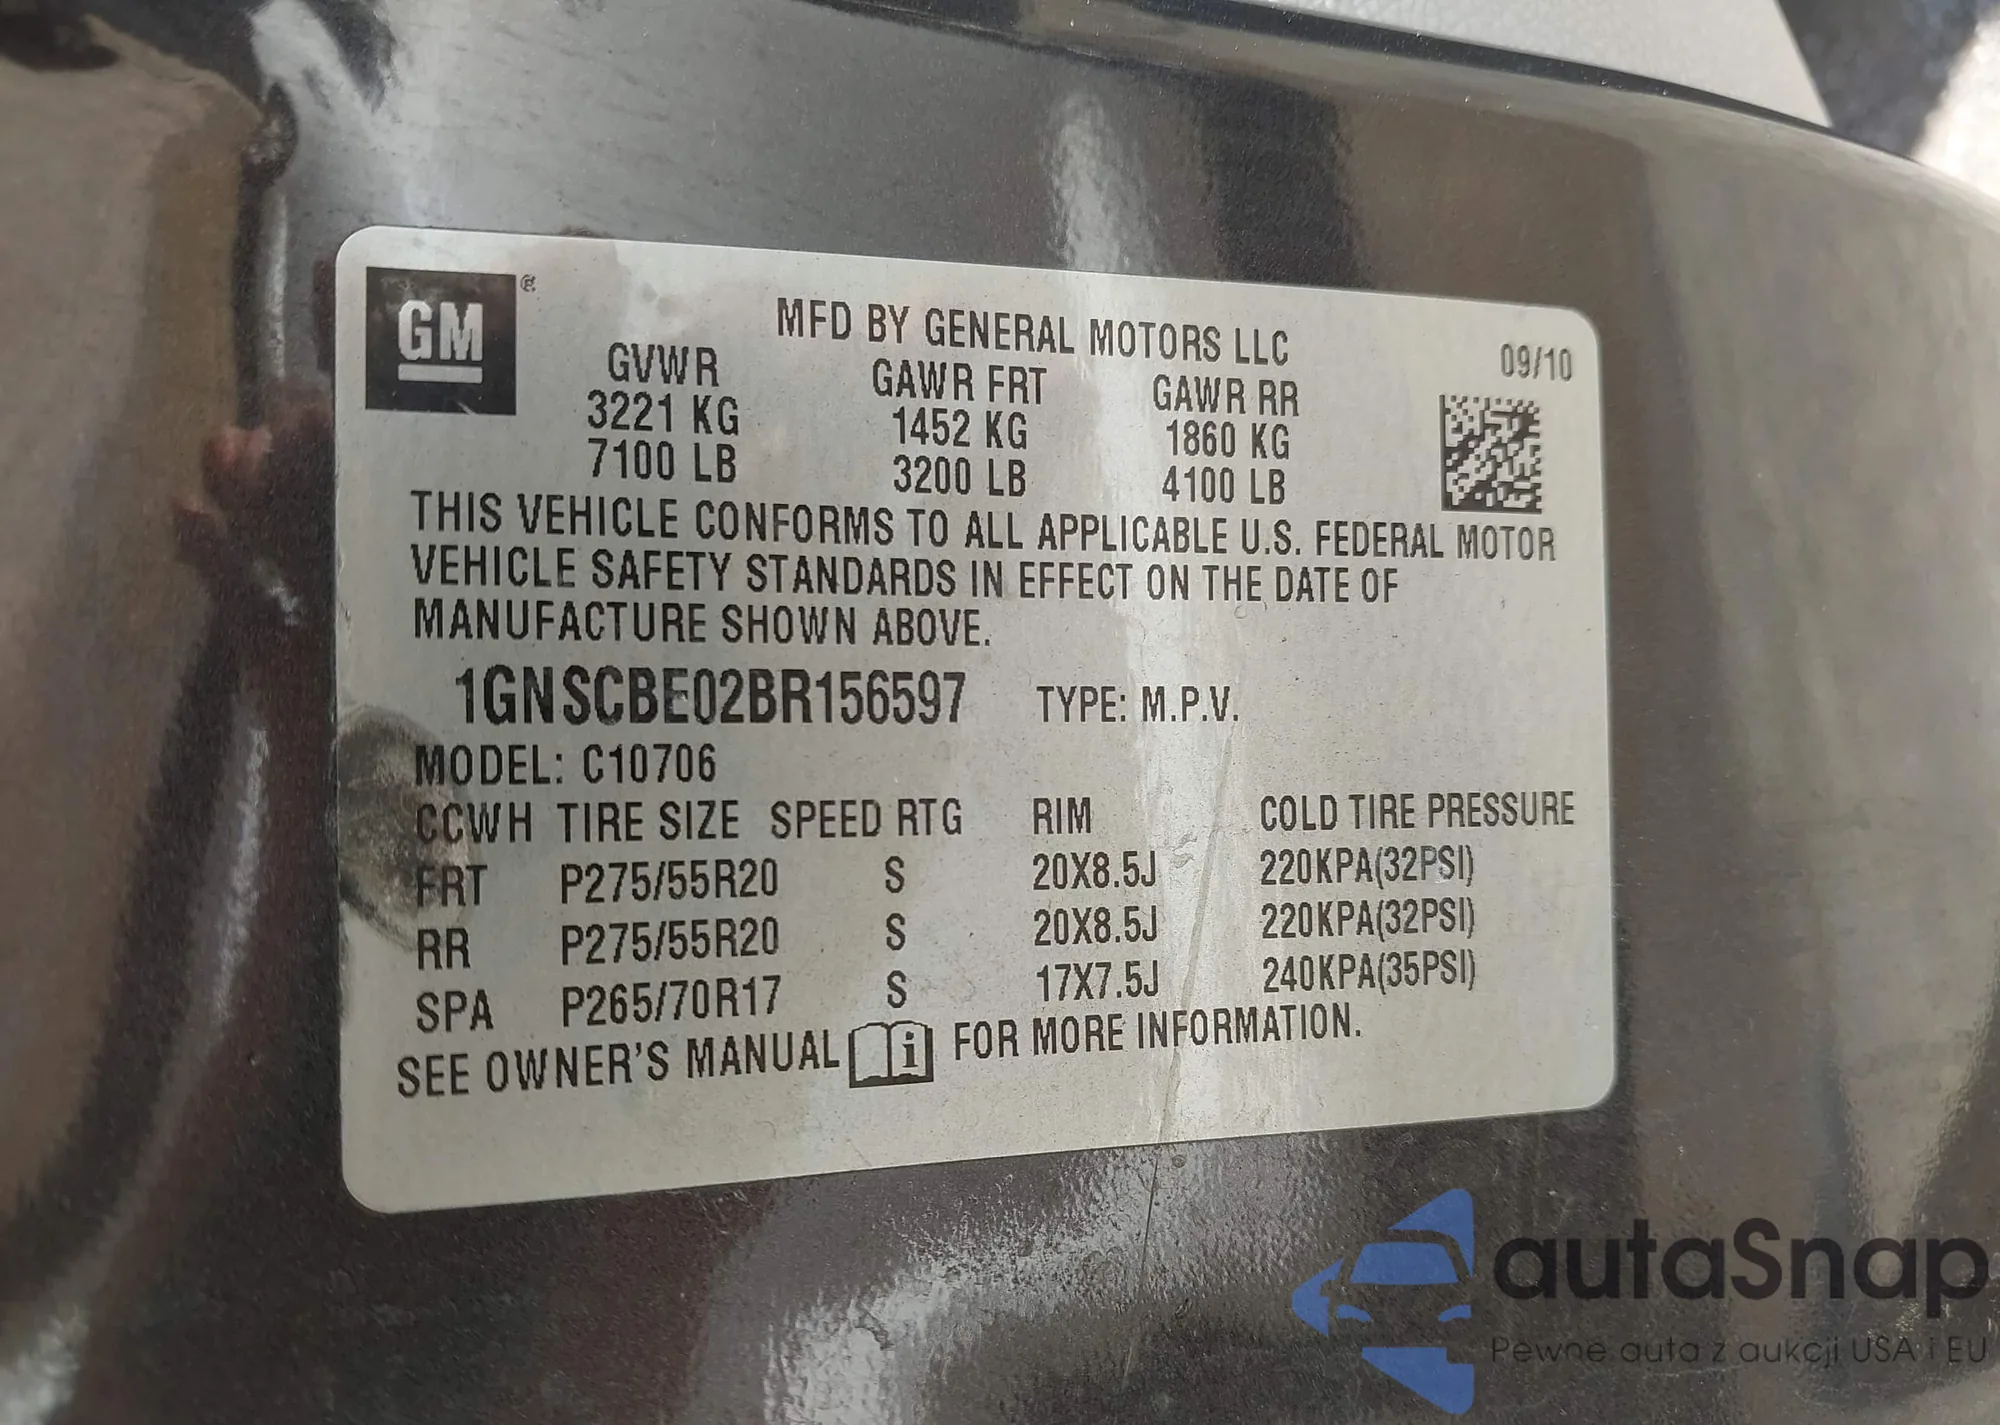 GM ®
MFD BY GENERAL MOTORS LLC
09/10
GVWR GAWR FRT GAWR RR
3221 KG 1452 KG 1860 KG
7100 LB 3200 LB 4100 LB
THIS VEHICLE CONFORMS TO ALL APPLICABLE U.S. FEDERAL MOTOR
VEHICLE SAFETY STANDARDS IN EFFECT ON THE DATE OF
MANUFACTURE SHOWN ABOVE.
1GNSCBE02BR156597 TYPE: M.P.V.
MODEL: C10706
CCWH TIRE SIZE SPEED RTG RIM COLD TIRE PRESSURE
FRT P275/55R20 S 20X8.5J 220KPA(32PSI)
RR P275/55R20 S 20X8.5J 220KPA(32PSI)
SPA P265/70R17 S 17X7.5J 240KPA(35PSI)
SEE OWNER'S MANUAL i FOR MORE INFORMATION.
autaSnap
Pewne auta z aukcji USA i EU